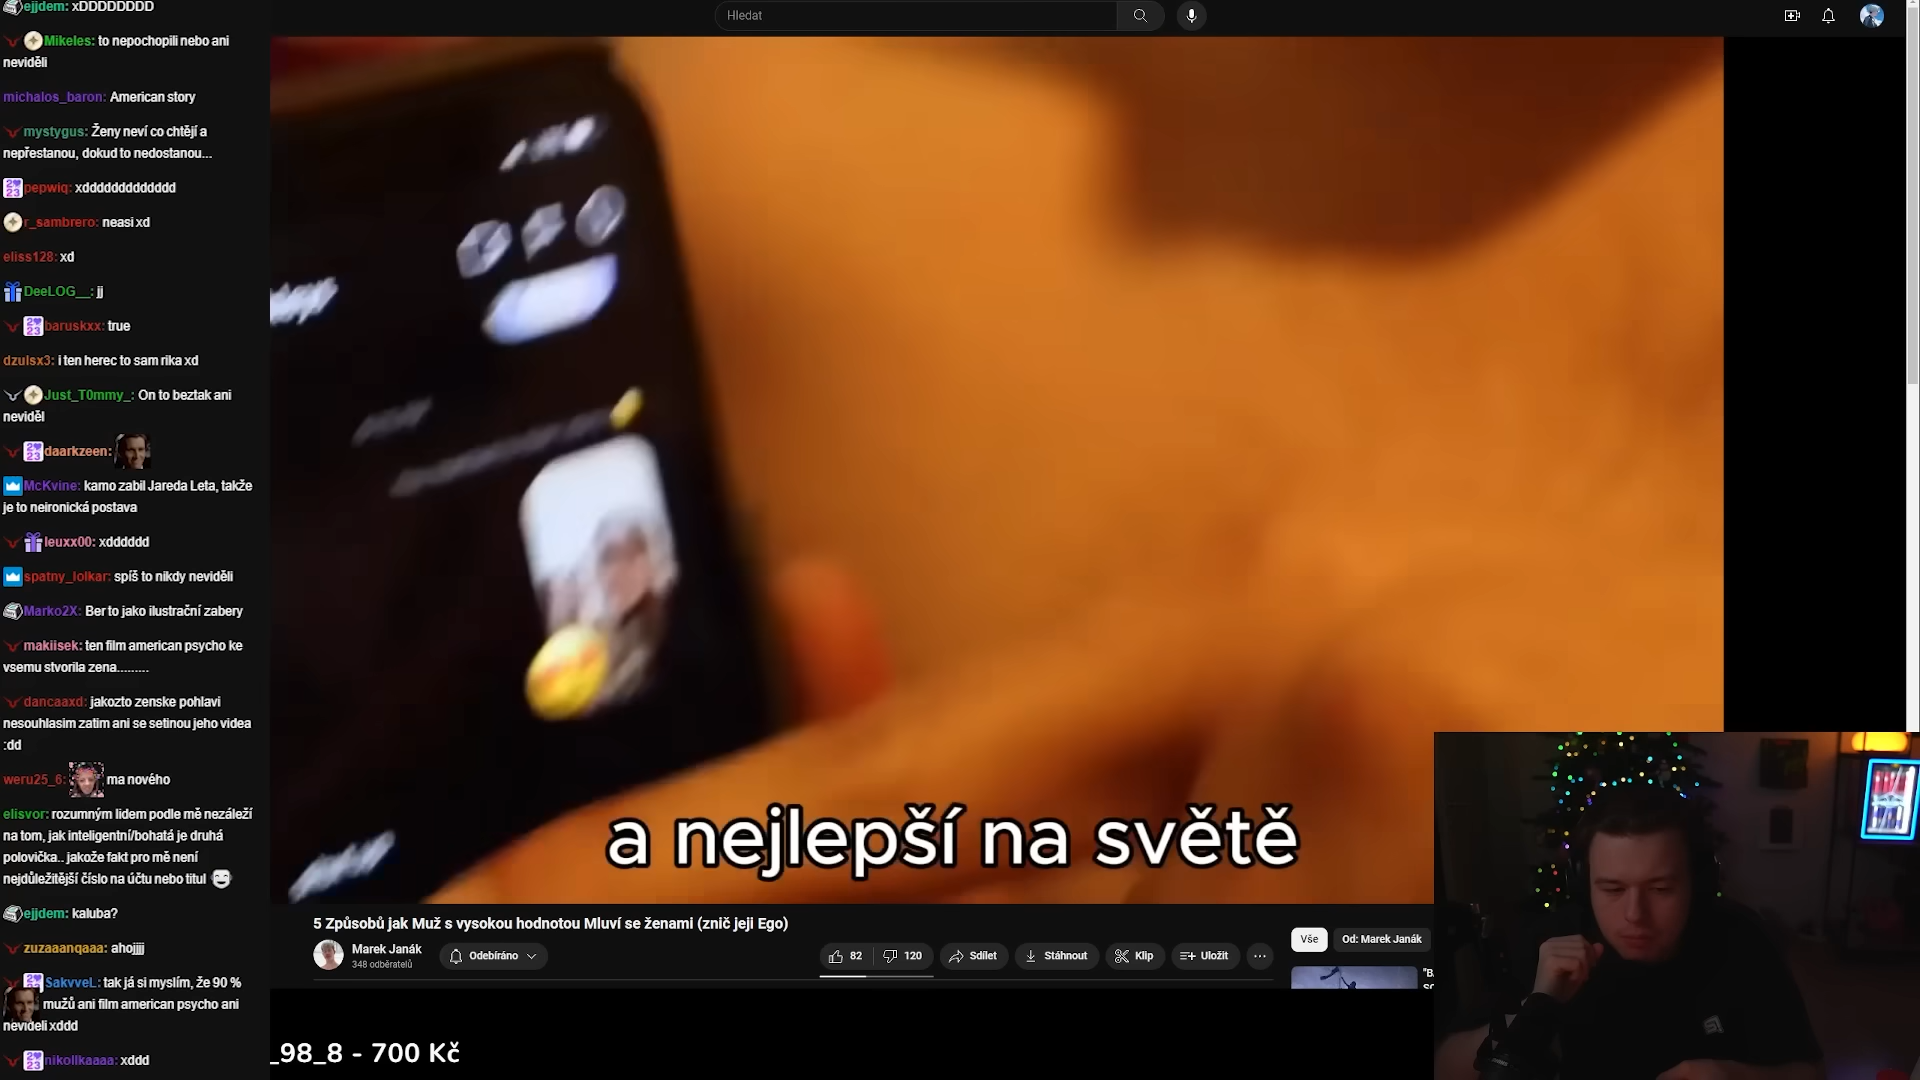 ejjdem: xDDDDDDDD
Mikeles: to nepochopili nebo ani
neviděli
michalos_baron: American story
mystygus: Ženy neví co chtějí a
nepřestanou, dokud to nedostanou...
pepwiq: xddddddddddddd
r_sambrero: neasi xd
eliss128: xd
DeeLOG__: jj
baruskxx: true
dzulsx3: i ten herec to sam rika xd
Just_T0mmy_: On to beztak ani
neviděl
daarkzeen:
McKvine: kamo zabil Jareda Leta, takže
je to neironická postava
leuxx00: xdddddd
spatny_lolkar: spíš to nikdy neviděli
Marko2X: Ber to jako ilustrační zabery
makiisek: ten film american psycho ke
vsemu stvorila zena.........
dancaaxd: jakozto zenske pohlavi
nesouhlasim zatim ani se setinou jeho videa
:dd
weru25_6: ma nového
elisvor: rozumným lidem podle mě nezáleží
na tom, jak inteligentní/bohatá je druhá
polovička.. jakože fakt pro mě není
nejdůležitější číslo na účtu nebo titul
ejjdem: kaluba?
zuzaaanqaaa: ahojjjj
SakvveL: tak já si myslím, že 90 %
mužů ani film american psycho ani
nevideli xddd
nikollkaaaa: xddd
Hledat
a nejlepší na světě
5 Způsobů jak Muž s vysokou hodnotou Mluví se ženami (znič jeji Ego)
Marek Janák
348 odběratelů
Odebíráno
82
120
Sdílet
Stáhnout
Klip
Uložit
Vše
Od: Marek Janák
_98_8 - 700 Kč